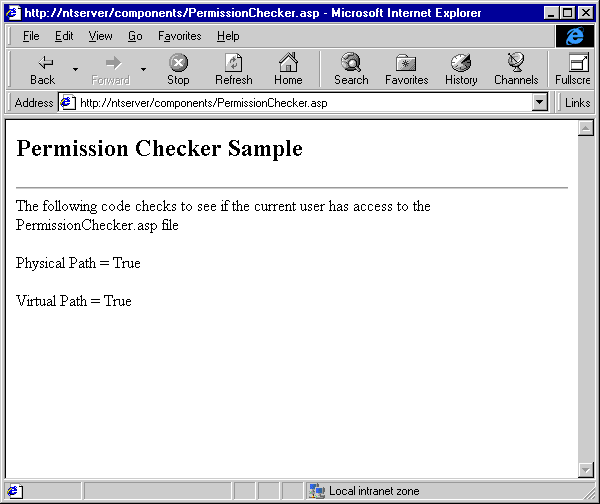 http://ntserver/components/PermissionChecker.asp - Microsoft Internet Explorer
File Edit View Go Favorites Help
Back Forward Stop Refresh Home Search Favorites History Channels Fullscre
Address http://ntserver/components/PermissionChecker.asp Links
Permission Checker Sample
The following code checks to see if the current user has access to the
PermissionChecker.asp file
Physical Path = True
Virtual Path = True
Local intranet zone